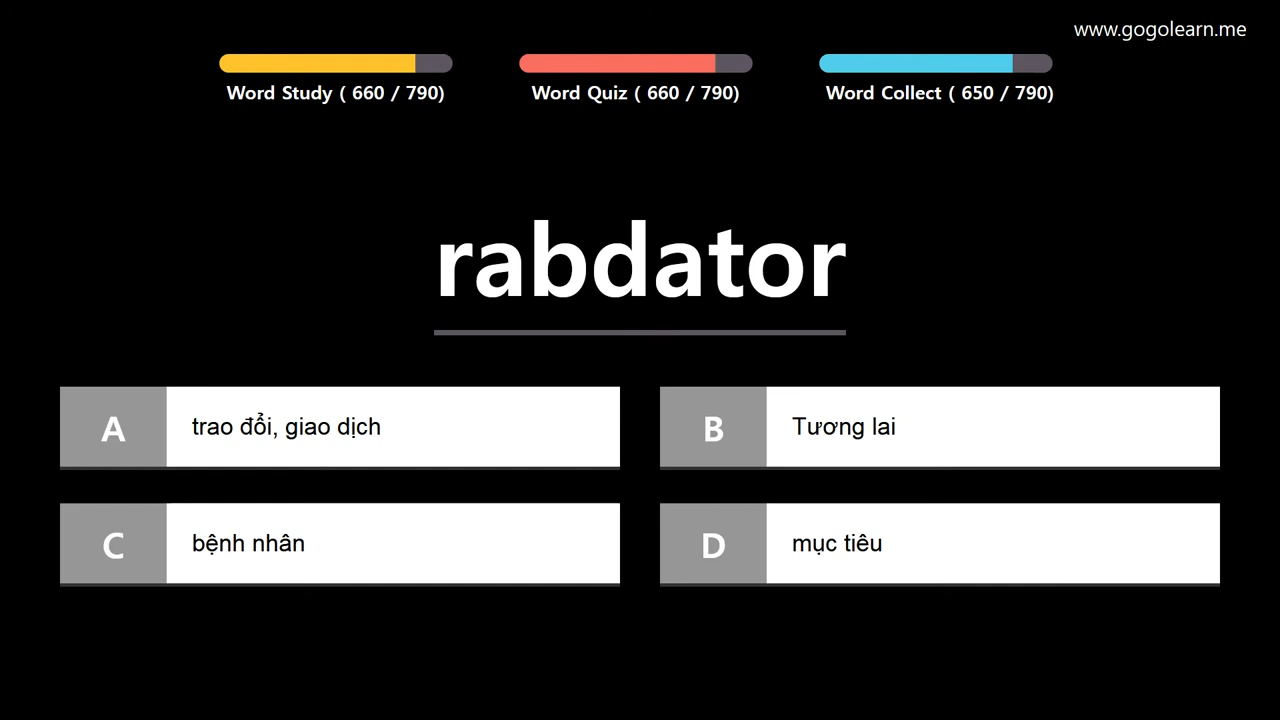 www.gogolearn.me
Word Study ( 660 / 790)
Word Quiz ( 660 / 790)
Word Collect ( 650 / 790)
rabdator
A
trao đổi, giao dịch
B
Tương lai
C
bệnh nhân
D
mục tiêu